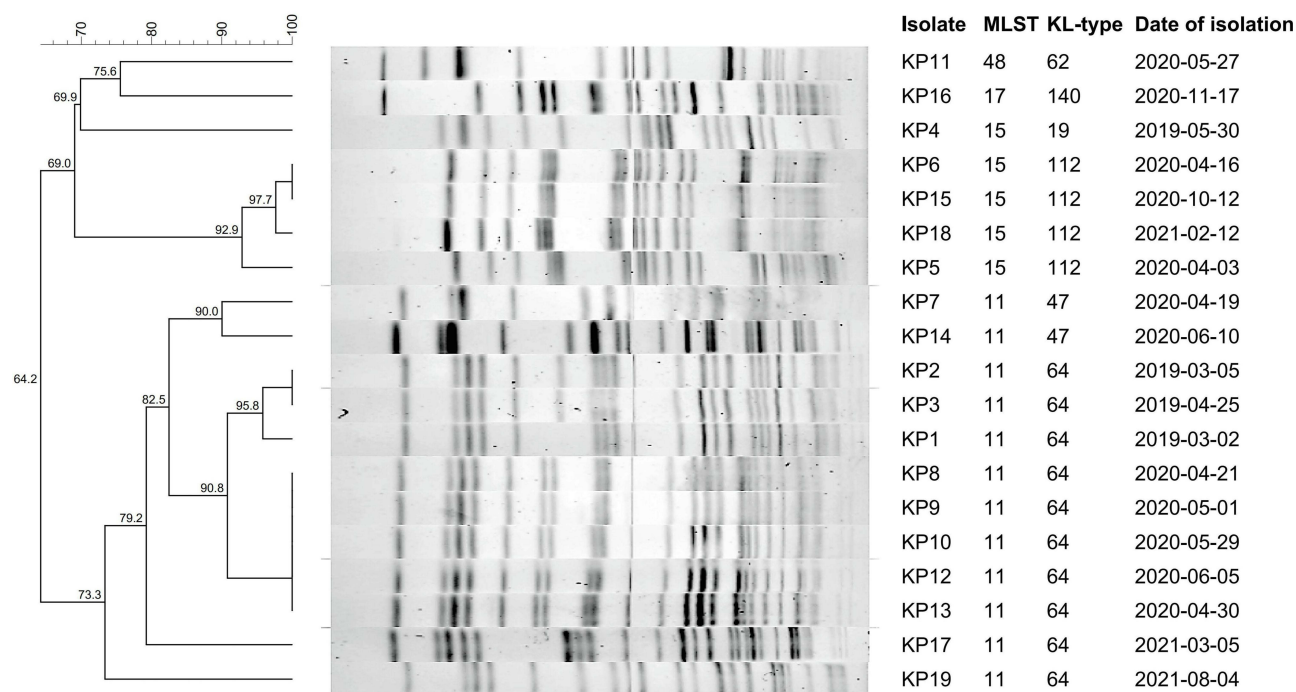 70 80 90 100
Isolate MLST KL-type Date of isolation
75.6 KP11 48 62 2020-05-27
69.9 KP16 17 140 2020-11-17
KP4 15 19 2019-05-30
69.0 KP6 15 112 2020-04-16
97.7 KP15 15 112 2020-10-12
92.9 KP18 15 112 2021-02-12
KP5 15 112 2020-04-03
90.0 KP7 11 47 2020-04-19
KP14 11 47 2020-06-10
64.2 KP2 11 64 2019-03-05
82.5 95.8 KP3 11 64 2019-04-25
KP1 11 64 2019-03-02
KP8 11 64 2020-04-21
90.8 KP9 11 64 2020-05-01
79.2 KP10 11 64 2020-05-29
KP12 11 64 2020-06-05
73.3 KP13 11 64 2020-04-30
KP17 11 64 2021-03-05
KP19 11 64 2021-08-04